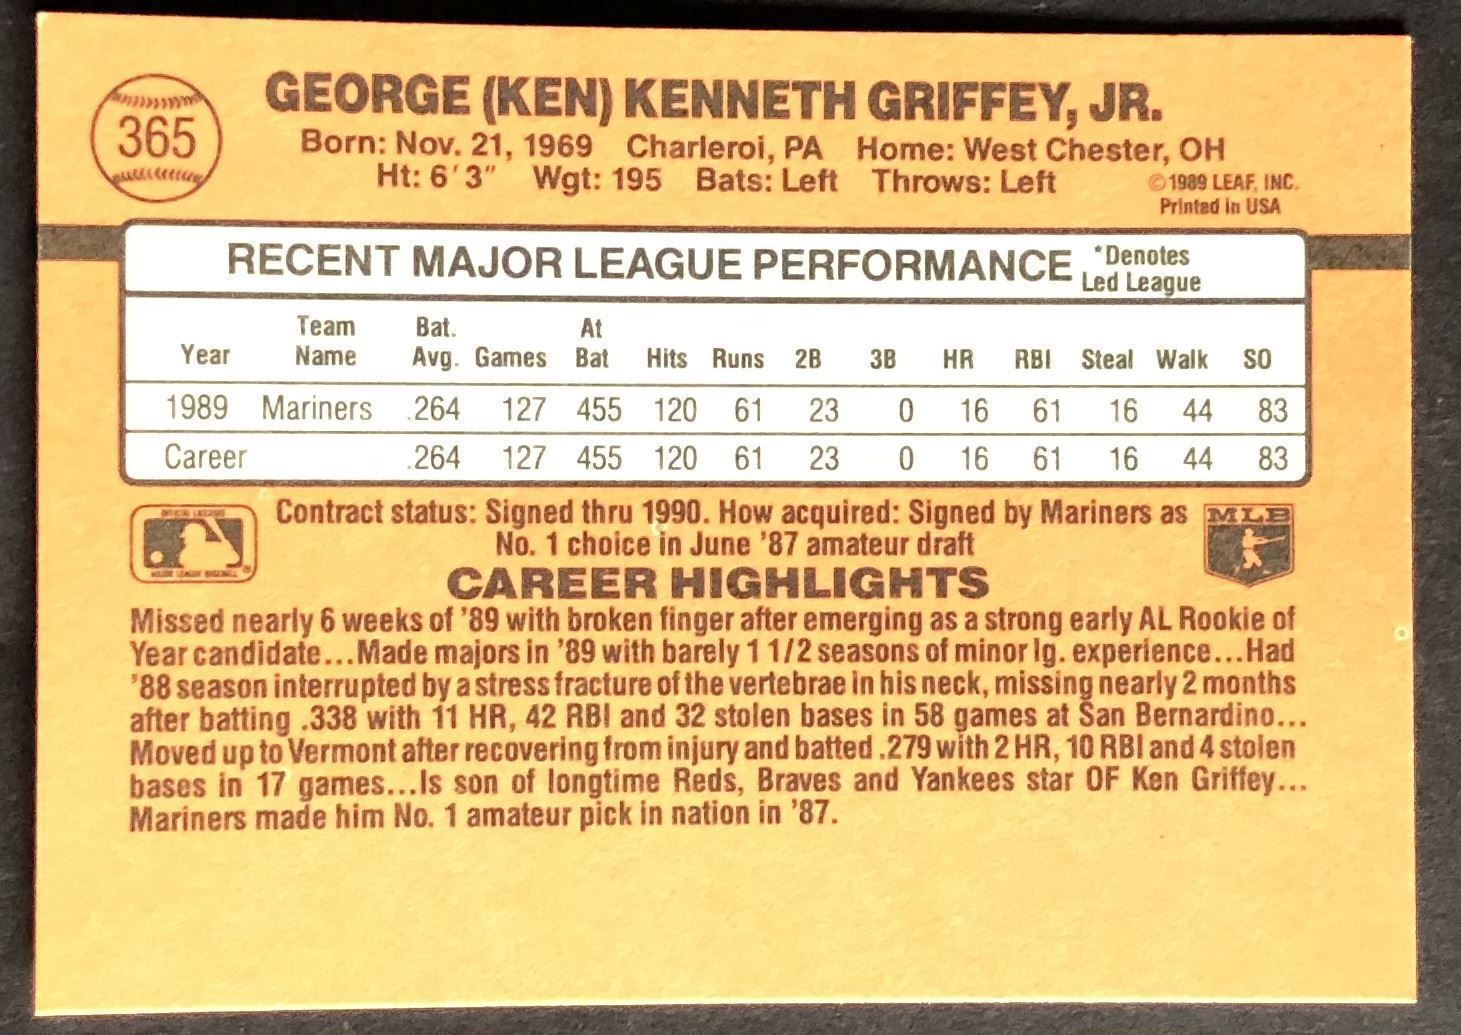 365
GEORGE (KEN) KENNETH GRIFFEY, JR.
Born: Nov. 21, 1969 Charleroi, PA Home: West Chester, OH
Ht: 6'3" Wgt: 195 Bats: Left Throws: Left
©1989 LEAF, INC.
Printed in USA
RECENT MAJOR LEAGUE PERFORMANCE *Denotes
Led League
Team Bat. At
Year Name Avg. Games Bat Hits Runs 2B 3B HR RBI Steal Walk SO
1989 Mariners .264 127 455 120 61 23 0 16 61 16 44 83
Career .264 127 455 120 61 23 0 16 61 16 44 83
Contract status: Signed thru 1990. How acquired: Signed by Mariners as
No. 1 choice in June '87 amateur draft
MLB
CAREER HIGHLIGHTS
Missed nearly 6 weeks of '89 with broken finger after emerging as a strong early AL Rookie of
Year candidate...Made majors in '89 with barely 1 1/2 seasons of minor lg. experience...Had
'88 season interrupted by a stress fracture of the vertebrae in his neck, missing nearly 2 months
after batting .338 with 11 HR, 42 RBI and 32 stolen bases in 58 games at San Bernardino...
Moved up to Vermont after recovering from injury and batted .279 with 2 HR, 10 RBI and 4 stolen
bases in 17 games...Is son of longtime Reds, Braves and Yankees star OF Ken Griffey...
Mariners made him No. 1 amateur pick in nation in '87.